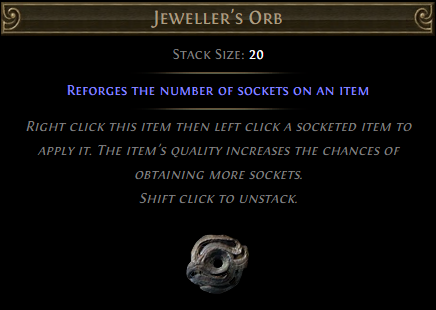 Jeweller's Orb
Stack Size: 20
Reforges the number of sockets on an item
Right click this item then left click a socketed item to
apply it. The item's quality increases the chances of
obtaining more sockets.
Shift click to unstack.